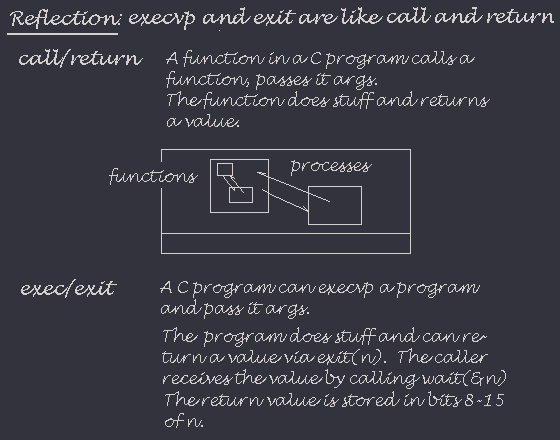 Reflection: execvp and exit are like call and return
call/return
A function in a C program calls a
function, passes it args.
The function does stuff and returns
a value.
processes
functions
exec/exit
A C program can execvp a program
and pass it args.
The program does stuff and can re-
turn a value via exit(n). The caller
receives the value by calling wait(&n)
The return value is stored in bits 8-15
of n.